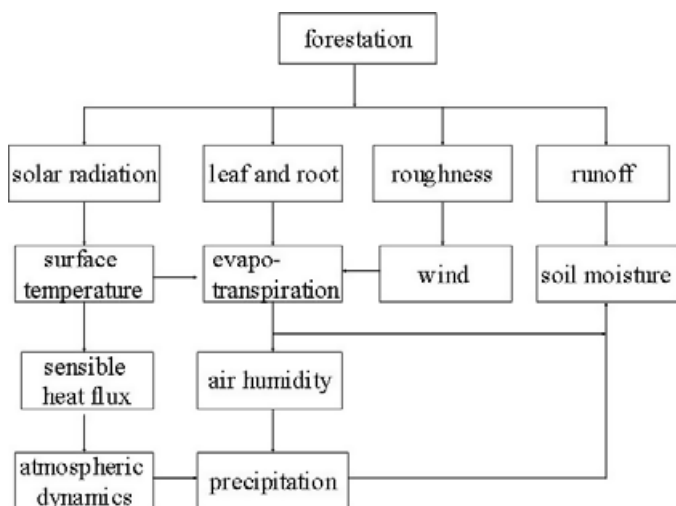 forestation
solar radiation
leaf and root
roughness
runoff
surface
temperature
evapo-
transpiration
wind
soil moisture
sensible
heat flux
air humidity
atmospheric
dynamics
precipitation